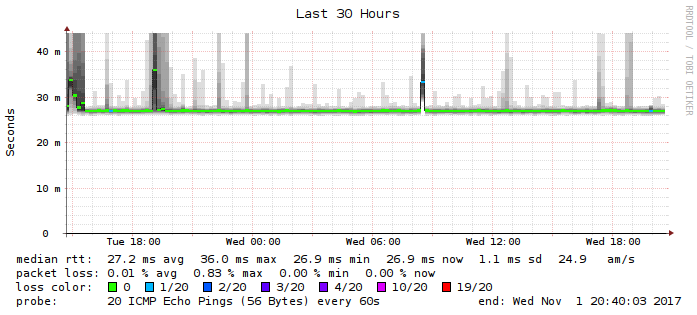 Last 30 Hours
RRDTOOL / TOBI OETIKER
Seconds
40 m
30 m
20 m
10 m
0
Tue 18:00 Wed 00:00 Wed 06:00 Wed 12:00 Wed 18:00
median rtt: 27.2 ms avg 36.0 ms max 26.9 ms min 26.9 ms now 1.1 ms sd 24.9 am/s
packet loss: 0.01 % avg 0.83 % max 0.00 % min 0.00 % now
loss color: 0 1/20 2/20 3/20 4/20 10/20 19/20
probe: 20 ICMP Echo Pings (56 Bytes) every 60s end: Wed Nov 1 20:40:03 2017